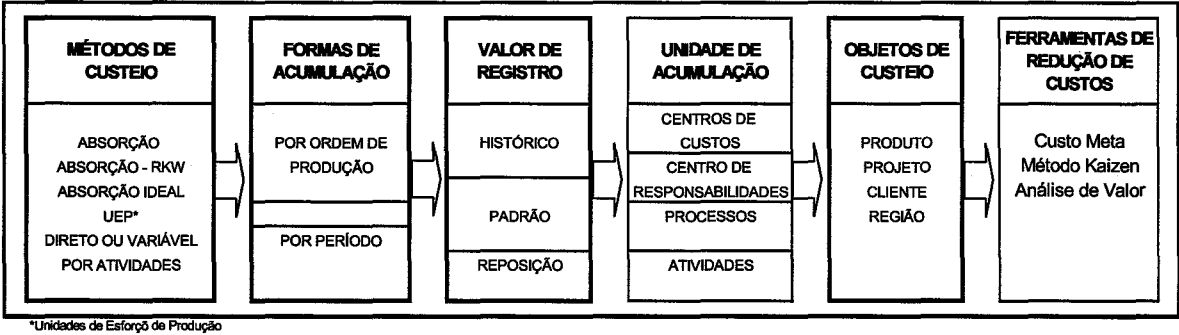 MÉTODOS DE
CUSTEIO
ABSORÇÃO
ABSORÇÃO - RKW
ABSORÇÃO IDEAL
UEP*
DIRETO OU VARIÁVEL
POR ATIVIDADES
FORMAS DE
ACUMULAÇÃO
POR ORDEM DE
PRODUÇÃO
POR PERÍODO
VALOR DE
REGISTRO
HISTÓRICO
PADRÃO
REPOSIÇÃO
UNIDADE DE
ACUMULAÇÃO
CENTROS DE
CUSTOS
CENTRO DE
RESPONSABILIDADES
PROCESSOS
ATIVIDADES
OBJETOS DE
CUSTEIO
PRODUTO
PROJETO
CLIENTE
REGIÃO
FERRAMENTAS DE
REDUÇÃO DE
CUSTOS
Custo Meta
Método Kaizen
Análise de Valor
*Unidades de Esforço de Produção